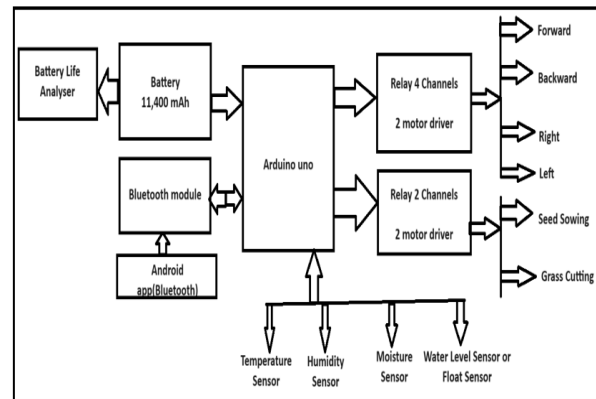 Battery Life
Analyser
Battery
11,400 mAh
Bluetooth module
Android
app(Bluetooth)
Arduino uno
Relay 4 Channels
2 motor driver
Relay 2 Channels
2 motor driver
Forward
Backward
Right
Left
Seed Sowing
Grass Cutting
Temperature
Sensor
Humidity
Sensor
Moisture
Sensor
Water Level Sensor or
Float Sensor